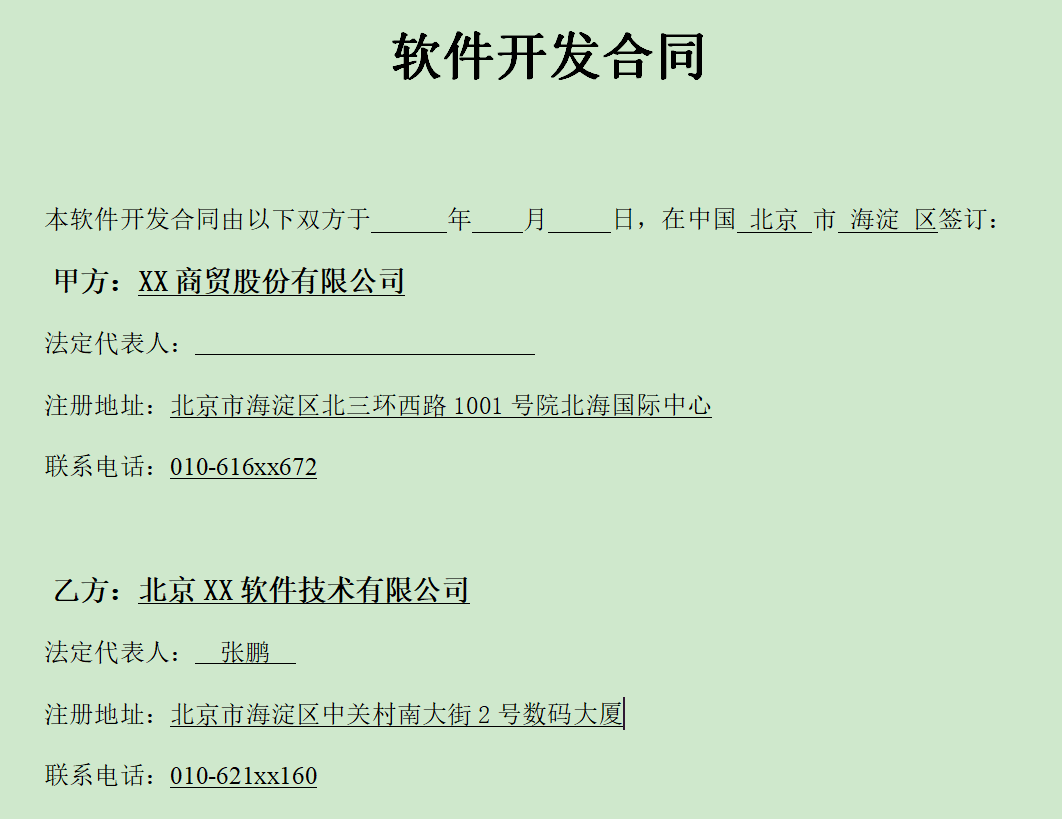 软件开发合同
本软件开发合同由以下双方于______年____月_____日，在中国 北京 市 海淀 区签订：
甲方：XX 商贸股份有限公司
法定代表人：___________________________
注册地址：北京市海淀区北三环西路 1001 号院北海国际中心
联系电话：010-616xx672
乙方：北京 XX 软件技术有限公司
法定代表人： 张鹏
注册地址：北京市海淀区中关村南大街 2 号数码大厦
联系电话：010-621xx160